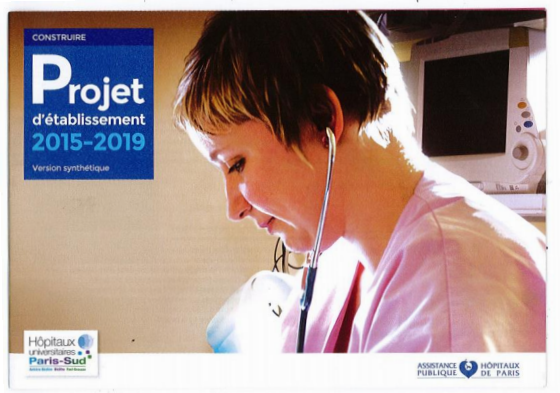 CONSTRUIRE
Projet
d'établissement
2015-2019
Version synthétique
Hôpitaux
universitaires
Paris-Sud
ASSISTANCE HÔPITAUX
PUBLIQUE DE PARIS